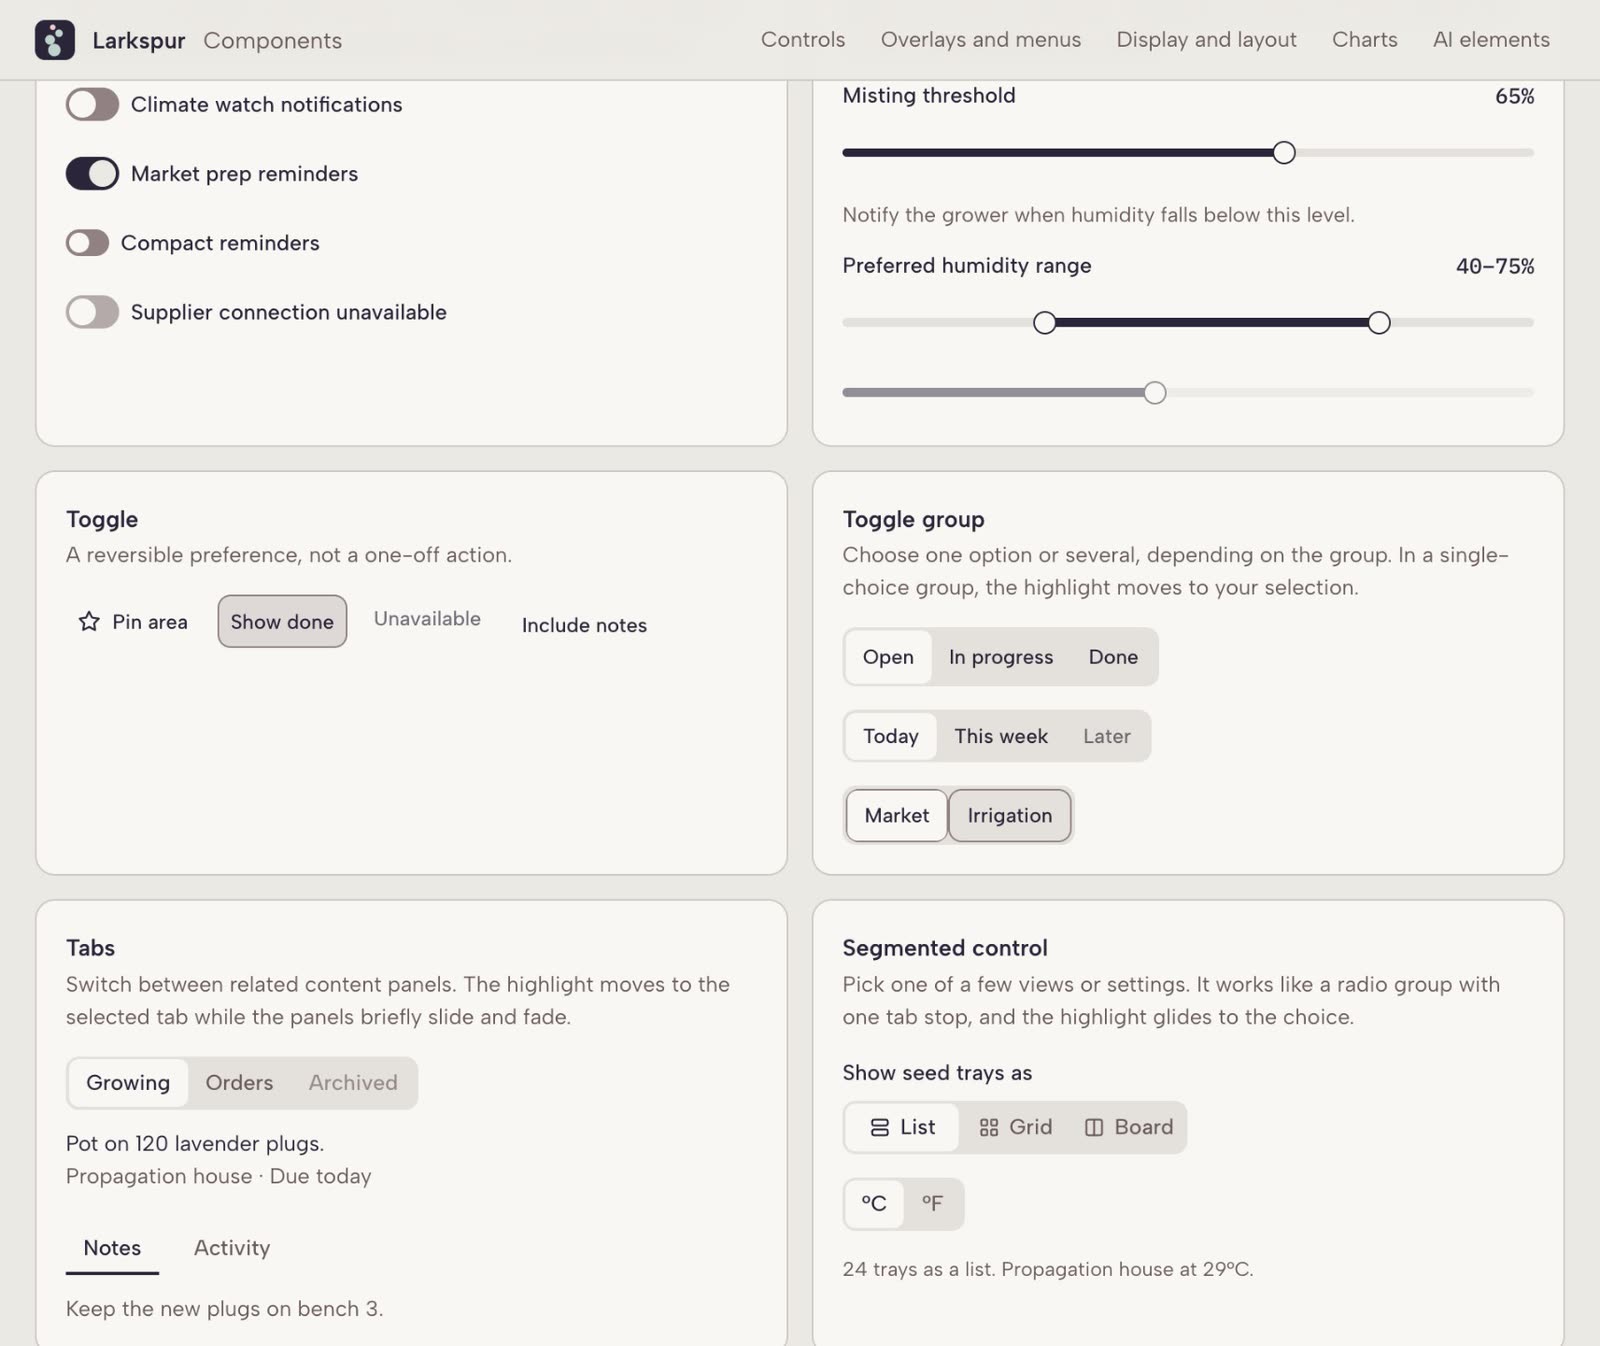 Larkspur Components
Controls Overlays and menus Display and layout Charts AI elements
Climate watch notifications
Market prep reminders
Compact reminders
Supplier connection unavailable
Misting threshold 65%
Notify the grower when humidity falls below this level.
Preferred humidity range 40–75%
Toggle
A reversible preference, not a one-off action.
Pin area Show done Unavailable Include notes
Toggle group
Choose one option or several, depending on the group. In a single-
choice group, the highlight moves to your selection.
Open In progress Done
Today This week Later
Market Irrigation
Tabs
Switch between related content panels. The highlight moves to the
selected tab while the panels briefly slide and fade.
Growing Orders Archived
Pot on 120 lavender plugs.
Propagation house · Due today
Notes Activity
Keep the new plugs on bench 3.
Segmented control
Pick one of a few views or settings. It works like a radio group with
one tab stop, and the highlight glides to the choice.
Show seed trays as
List Grid Board
°C °F
24 trays as a list. Propagation house at 29°C.